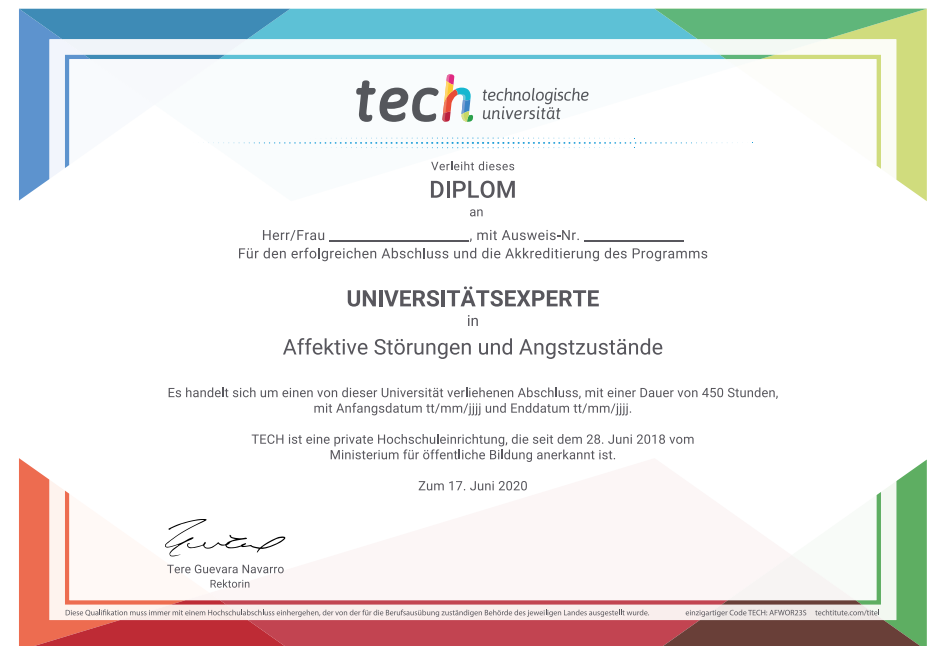 tech technologische
universität
Verleiht dieses
DIPLOM
an
Herr/Frau ____________, mit Ausweis-Nr. ____________
Für den erfolgreichen Abschluss und die Akkreditierung des Programms
UNIVERSITÄTSEXPERTE
in
Affektive Störungen und Angstzustände
Es handelt sich um einen von dieser Universität verliehenen Abschluss, mit einer Dauer von 450 Stunden,
mit Anfangsdatum tt/mm/jjjj und Enddatum tt/mm/jjjj.
TECH ist eine private Hochschuleinrichtung, die seit dem 28. Juni 2018 vom
Ministerium für öffentliche Bildung anerkannt ist.
Zum 17. Juni 2020
Tere Guevara Navarro
Rektorin
Diese Qualifikation muss immer mit einem Hochschulabschluss einhergehen, der von der für die Berufsausübung zuständigen Behörde des jeweiligen Landes ausgestellt wurde. einzigartiger Code TECH: AFWOR235 techtitute.com/titel